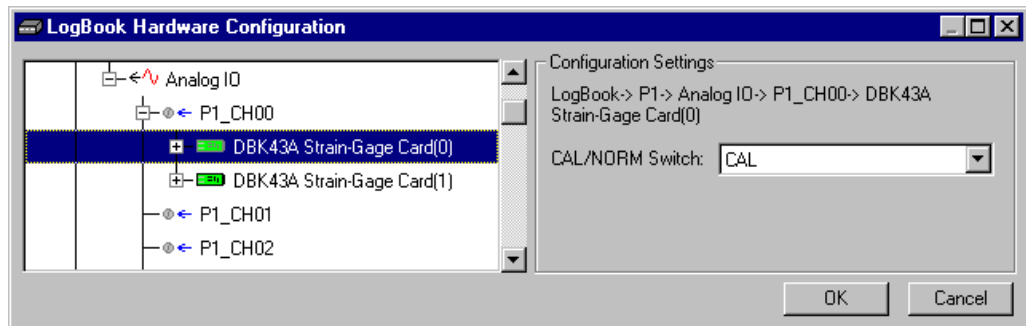 LogBook Hardware Configuration
Analog IO
P1_CH00
DBK43A Strain-Gage Card(0)
DBK43A Strain-Gage Card(1)
P1_CH01
P1_CH02
Configuration Settings
LogBook-> P1-> Analog IO-> P1_CH00-> DBK43A
Strain-Gage Card(0)
CAL/NORM Switch: CAL
OK Cancel